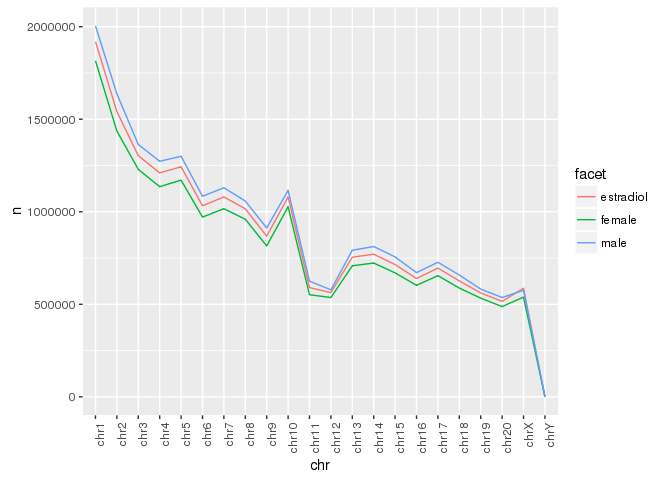 2000000
1500000
1000000
500000
0
n
chr1
chr2
chr3
chr4
chr5
chr6
chr7
chr8
chr9
chr10
chr11
chr12
chr13
chr14
chr15
chr16
chr17
chr18
chr19
chr20
chrX
chrY
chr
facet
estradiol
female
male